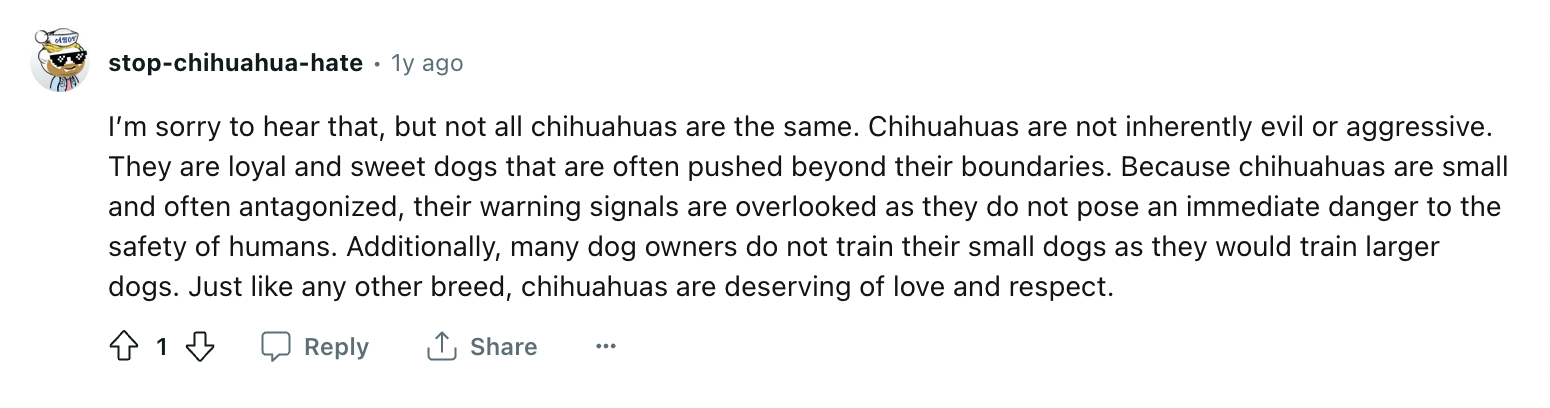 AHOY
stop-chihuahua-hate • 1y ago
I’m sorry to hear that, but not all chihuahuas are the same. Chihuahuas are not inherently evil or aggressive.
They are loyal and sweet dogs that are often pushed beyond their boundaries. Because chihuahuas are small
and often antagonized, their warning signals are overlooked as they do not pose an immediate danger to the
safety of humans. Additionally, many dog owners do not train their small dogs as they would train larger
dogs. Just like any other breed, chihuahuas are deserving of love and respect.
1 Reply Share ...